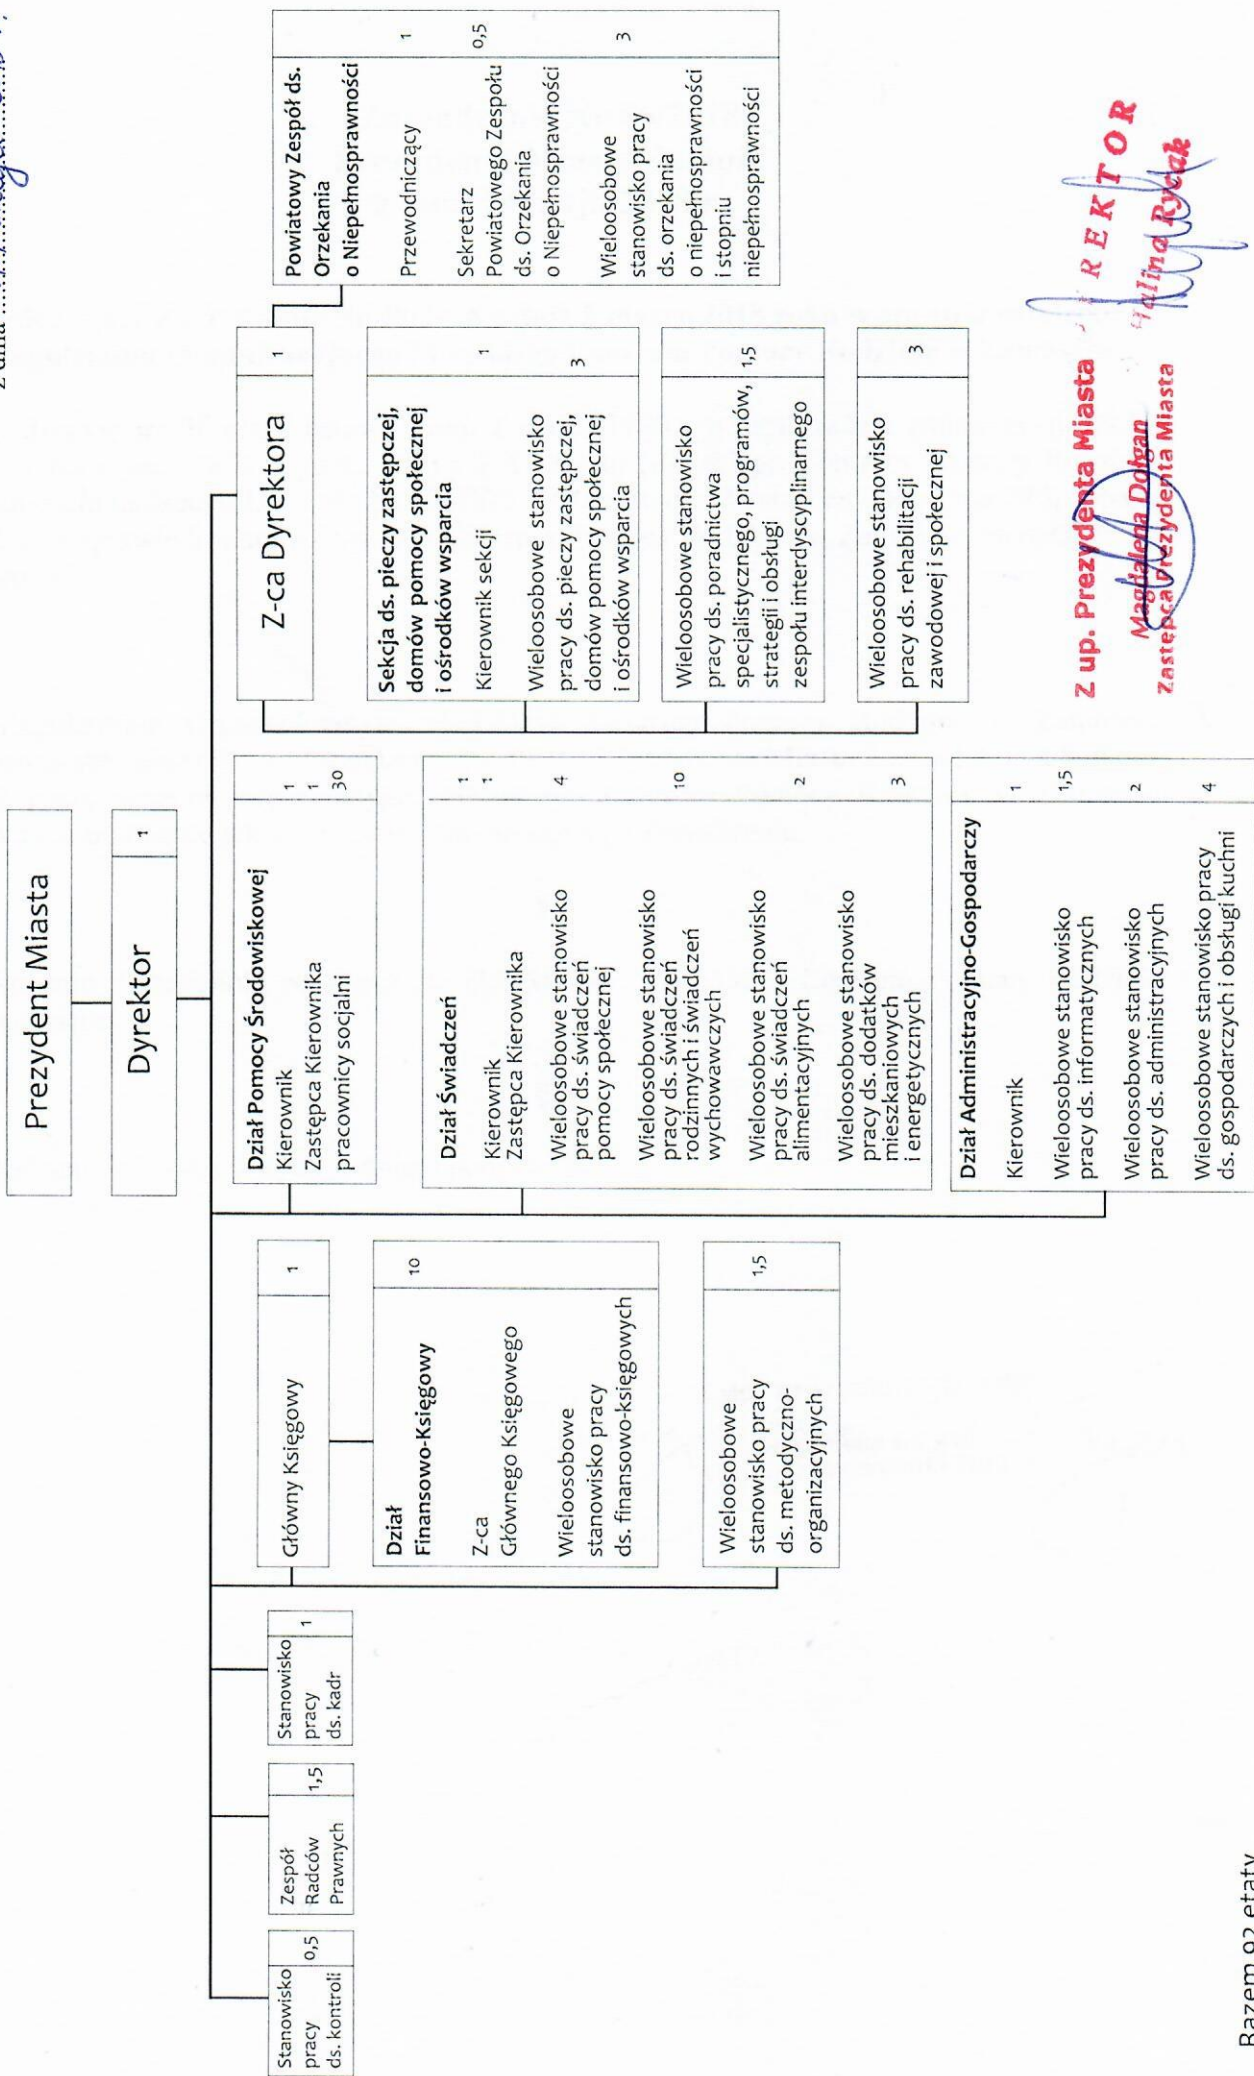 z dnia
Prezydent Miasta
Dyrektor 1
Stanowisko
pracy
ds. kontroli 0,5
Zespół
Radców
Prawnych 1,5
Stanowisko
pracy
ds. kadr 1
Główny Księgowy 1
Dział
Finansowo-Księgowy 10
Z-ca
Głównego Księgowego
Wieloosobowe
stanowisko pracy
ds. finansowo-księgowych
Wieloosobowe
stanowisko pracy
ds. metodyczno-
organizacyjnych 1,5
Dział Pomocy Środowiskowej
Kierownik 1
Zastępca Kierownika 1
pracownicy socjalni 30
Dział Świadczeń
Kierownik 1
Zastępca Kierownika 1
Wieloosobowe stanowisko
pracy ds. świadczeń 4
pomocy społecznej
Wieloosobowe stanowisko
pracy ds. świadczeń 10
rodzinnych i świadczeń
wychowawczych
Wieloosobowe stanowisko
pracy ds. świadczeń
alimentacyjnych 2
Wieloosobowe stanowisko
pracy ds. dodatków
mieszkaniowych 3
i energetycznych
Dział Administracyjno-Gospodarczy
Kierownik 1
Wieloosobowe stanowisko 1,5
pracy ds. informatycznych
Wieloosobowe stanowisko 2
pracy ds. administracyjnych
Wieloosobowe stanowisko pracy 4
ds. gospodarczych i obsługi kuchni
Z-ca Dyrektora 1
Sekcja ds. pieczy zastępczej,
domów pomocy społecznej
i ośrodków wsparcia
Kierownik sekcji 1
Wieloosobowe stanowisko
pracy ds. pieczy zastępczej, 3
domów pomocy społecznej
i ośrodków wsparcia
Wieloosobowe stanowisko
pracy ds. poradnictwa
specjalistycznego, programów, 1,5
strategii i obsługi
zespołu interdyscyplinarnego
Wieloosobowe stanowisko
pracy ds. rehabilitacji 3
zawodowej i społecznej
Powiatowy Zespół ds.
Orzekania
o Niepełnosprawności
Przewodniczący 1
Sekretarz 0,5
Powiatowego Zespołu
ds. Orzekania
o Niepełnosprawności
Wieloosobowe
stanowisko pracy 3
ds. orzekania
o niepełnosprawności
i stopniu
niepełnosprawności
Z up. Prezydenta Miasta
Magdalena Dołgan
Zastępca Prezydenta Miasta
REKTOR
Halina Rycak
Razem 92 etaty